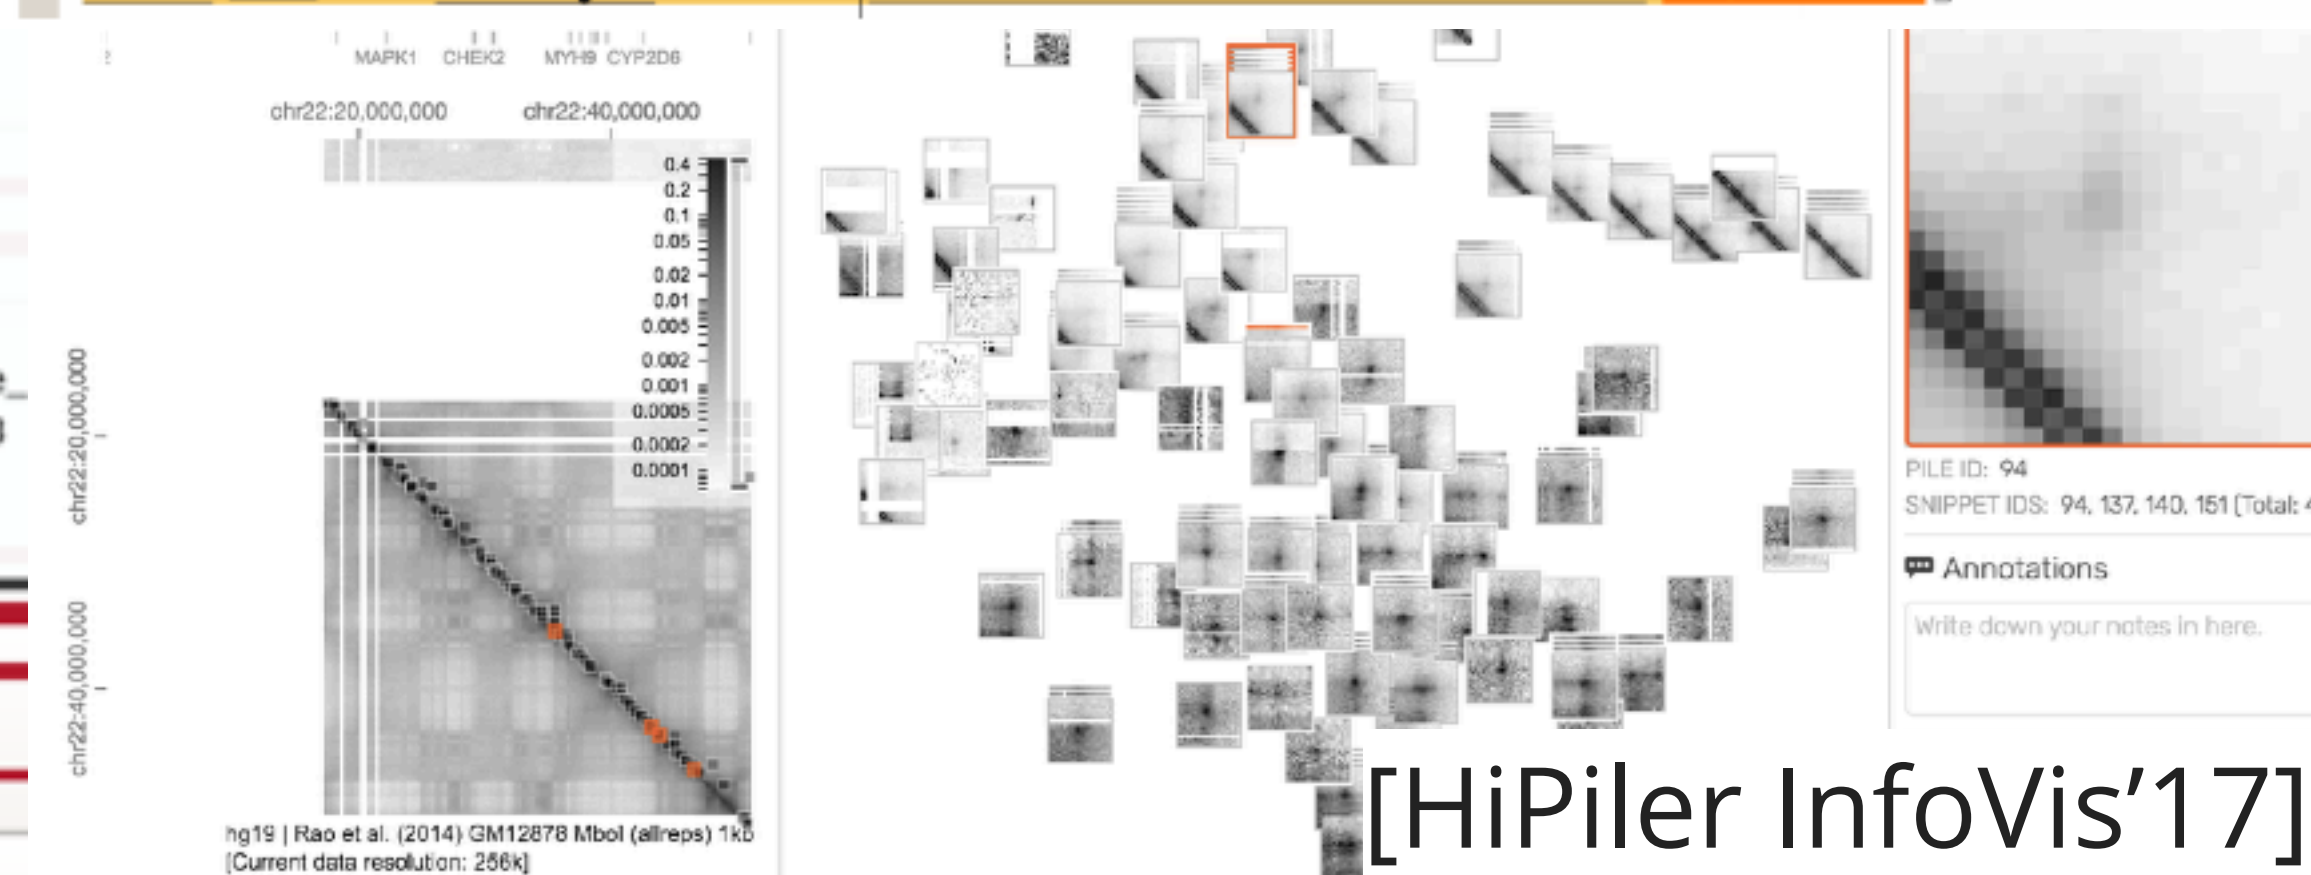 MAPK1 CHEK2 MYH9 CYP2D6
chr22:20,000,000 chr22:40,000,000
0.4
0.2
0.1
0.05
0.02
0.01
0.005
0.002
0.001
0.0005
0.0002
0.0001
chr22:20,000,000
chr22:40,000,000
hg19 | Rao et al. (2014) GM12878 MboI (allreps) 1kb
[Current data resolution: 256k]
PILE ID: 94
SNIPPET IDS: 94, 137, 140, 151 [Total: 4
Annotations
Write down your notes in here.
[HiPiler InfoVis’17]